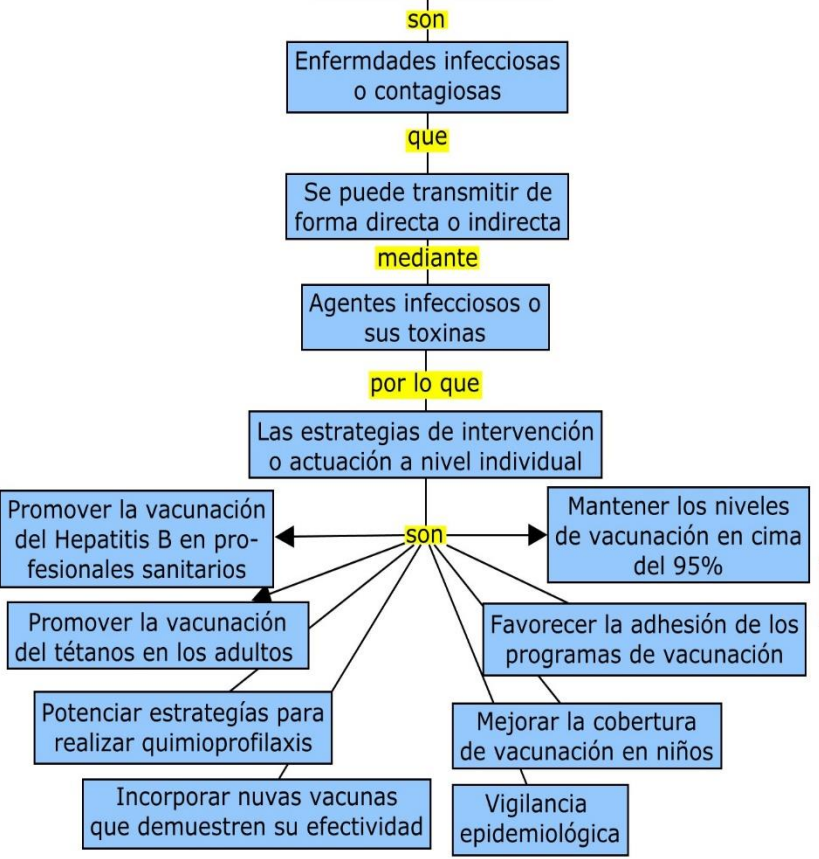 son
Enfermdades infecciosas
o contagiosas
que
Se puede transmitir de
forma directa o indirecta
mediante
Agentes infecciosos o
sus toxinas
por lo que
Las estrategias de intervención
o actuación a nivel individual
son
Promover la vacunación
del Hepatitis B en pro-
fesionales sanitarios
Mantener los niveles
de vacunación en cima
del 95%
Promover la vacunación
del tétanos en los adultos
Favorecer la adhesión de los
programas de vacunación
Potenciar estrategías para
realizar quimioprofilaxis
Mejorar la cobertura
de vacunación en niños
Incorporar nuvas vacunas
que demuestren su efectividad
Vigilancia
epidemiológica